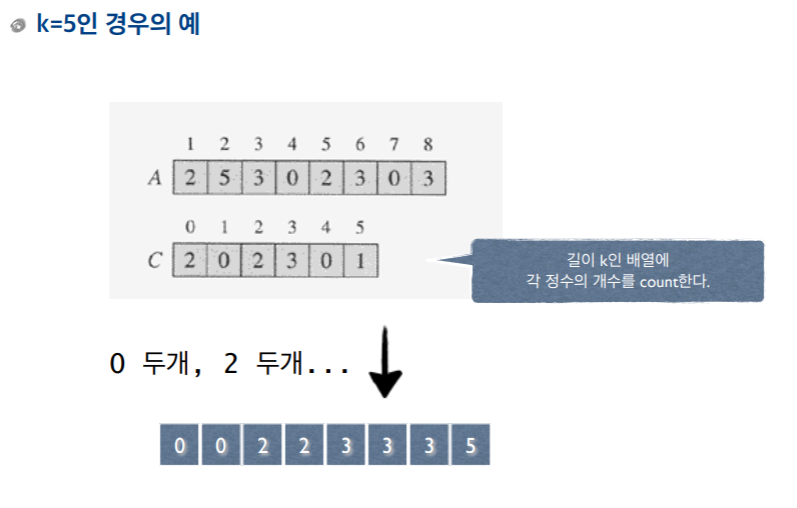 k=5인 경우의 예
1 2 3 4 5 6 7 8
A 2 5 3 0 2 3 0 3
0 1 2 3 4 5
C 2 0 2 3 0 1
길이 k인 배열에
각 정수의 개수를 count한다.
0 두개, 2 두개...
0 0 2 2 3 3 3 5